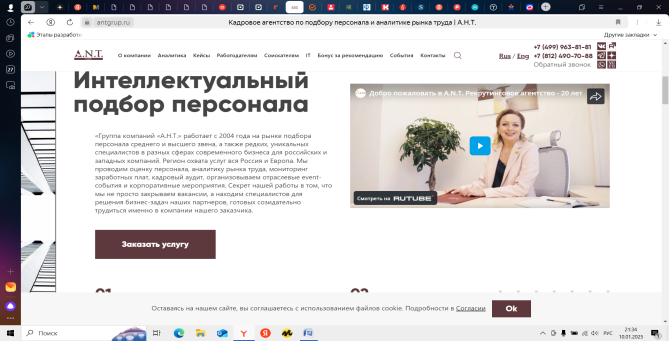 antgrup.ru
Кадровое агентство по подбору персонала и аналитике рынка труда | А.Н.Т.
Этапы разработк
Другие закладки
A.N.T.
О компании Аналитика Кейсы Работодателям Соискателям IT Бонус за рекомендацию События Контакты
Rus / Eng
+7 (499) 963-81-81
+7 (812) 490-70-88
Обратный звонок
Интеллектуальный
подбор персонала
«Группа компаний «А.Н.Т.» работает с 2004 года на рынке подбора
персонала среднего и высшего звена, а также редких, уникальных
специалистов в разных сферах современного бизнеса для российских и
западных компаний. Регион охвата услуг вся Россия и Европа. Мы
проводим оценку персонала, аналитику рынка труда, мониторинг
заработных плат, кадровый аудит, организовываем отраслевые event-
события и корпоративные мероприятия. Секрет нашей работы в том, что
мы не просто закрываем вакансии, а находим специалистов для
решения бизнес-задач наших партнеров, готовых созидательно
трудиться именно в компании нашего заказчика.
Заказать услугу
Добро пожаловать в A.N.T. Рекрутинговое агентство - 20 лет
Смотреть на RUTUBE
01
02
Оставаясь на нашем сайте, вы соглашаетесь с использованием файлов cookie. Подробности в Согласии
Ok
Поиск
РУС
21:34
10.01.2025